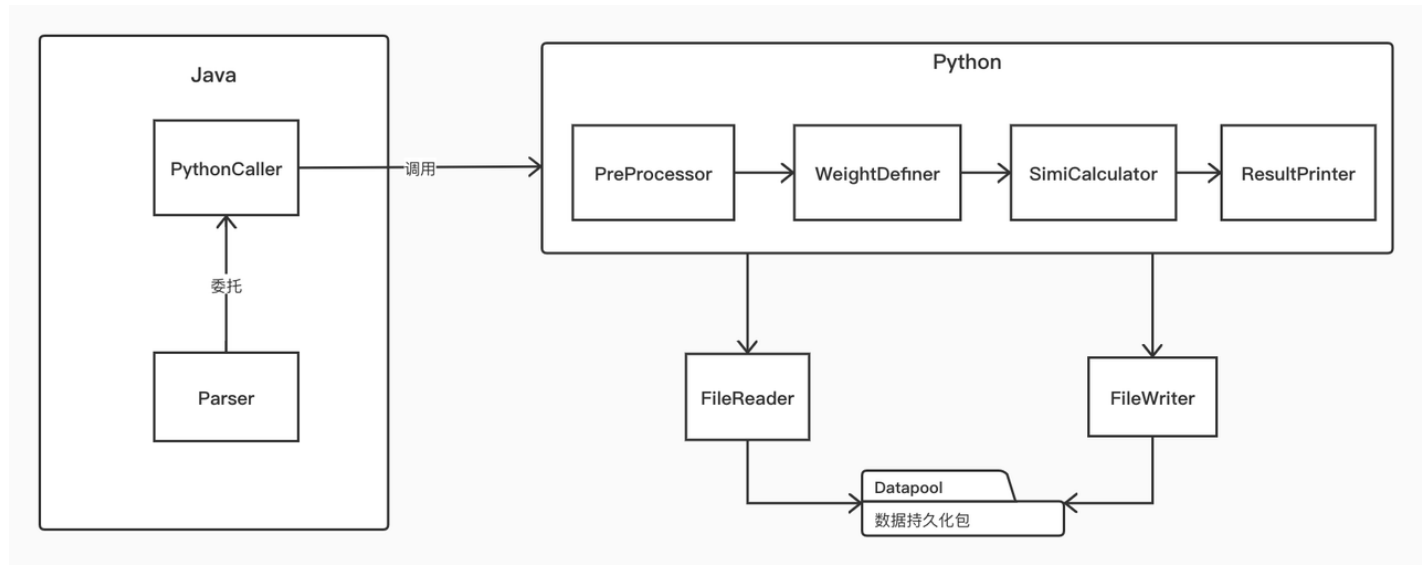 Java
PythonCaller
委托
Parser
调用
Python
PreProcessor
WeightDefiner
SimiCalculator
ResultPrinter
FileReader
FileWriter
Datapool
数据持久化包